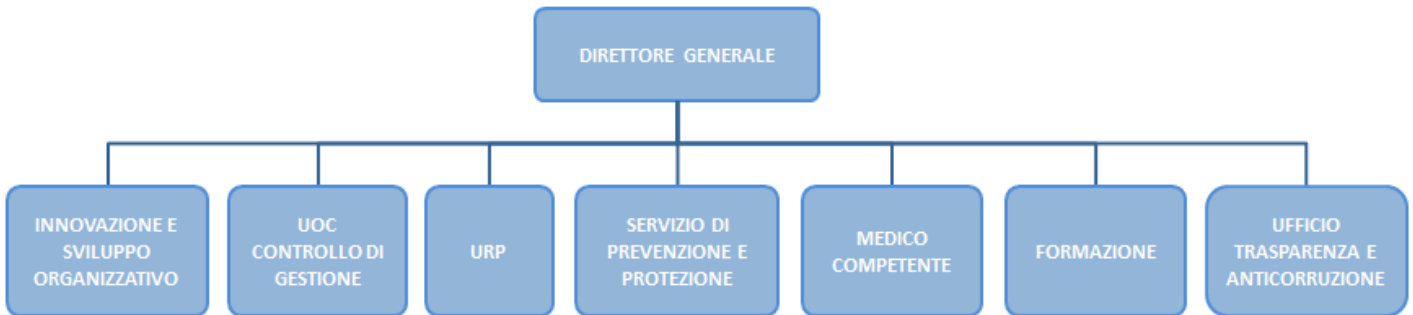 DIRETTORE GENERALE
INNOVAZIONE E
SVILUPPO
ORGANIZZATIVO
UOC
CONTROLLO DI
GESTIONE
URP
SERVIZIO DI
PREVENZIONE E
PROTEZIONE
MEDICO
COMPETENTE
FORMAZIONE
UFFICIO
TRASPARENZA E
ANTICORRUZIONE